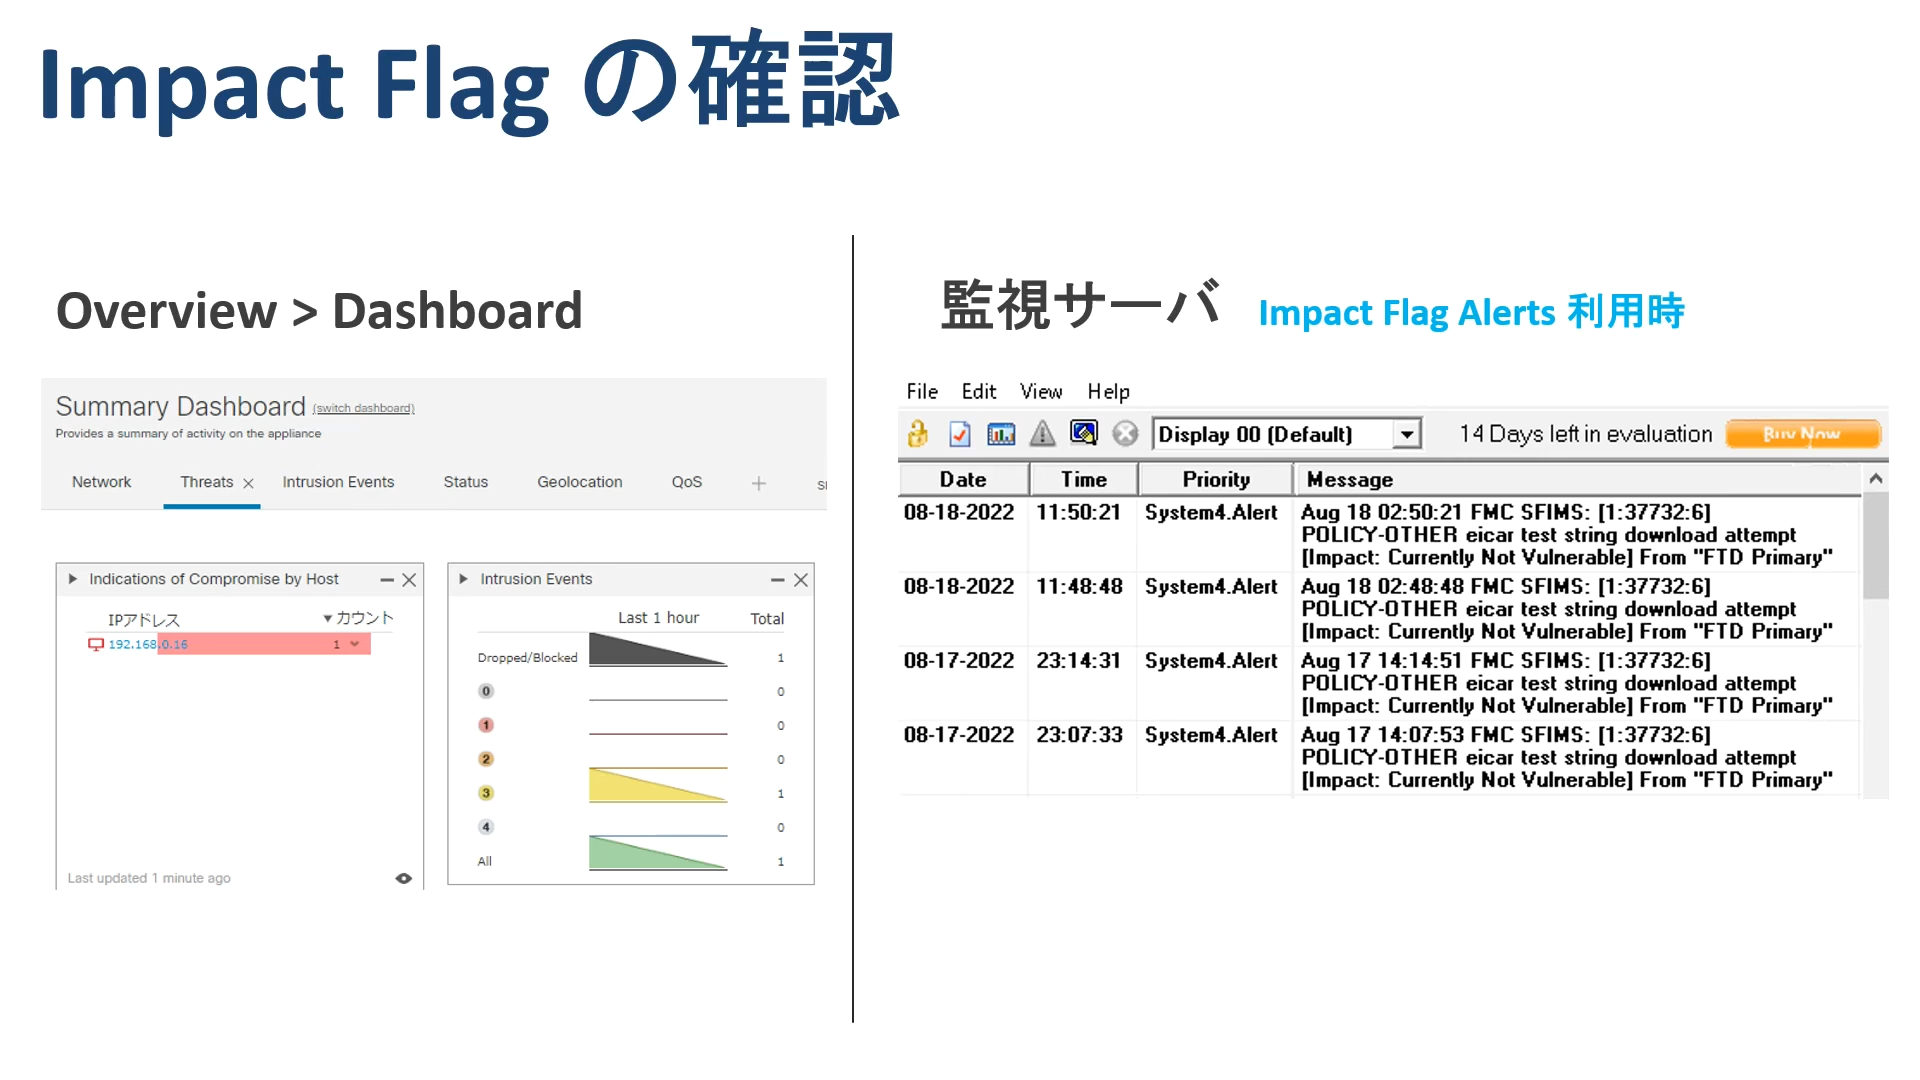 Impact Flag の確認
Overview > Dashboard
Summary Dashboard (switch dashboard)
Provides a summary of activity on the appliance
Network Threats Intrusion Events Status Geolocation QoS
Indications of Compromise by Host
IPアドレス カウント
192.168.0.16 1
Last updated 1 minute ago
Intrusion Events
Last 1 hour Total
Dropped/Blocked 1
0 0
1 0
2 0
3 1
4 0
All 1
監視サーバ Impact Flag Alerts 利用時
File Edit View Help
Display 00 (Default) 14 Days left in evaluation Buy Now
Date Time Priority Message
08-18-2022 11:50:21 System4.Alert Aug 18 02:50:21 FMC SFIMS: [1:37732:6]
POLICY-OTHER eicar test string download attempt
[Impact: Currently Not Vulnerable] From "FTD Primary"
08-18-2022 11:48:48 System4.Alert Aug 18 02:48:48 FMC SFIMS: [1:37732:6]
POLICY-OTHER eicar test string download attempt
[Impact: Currently Not Vulnerable] From "FTD Primary"
08-17-2022 23:14:31 System4.Alert Aug 17 14:14:51 FMC SFIMS: [1:37732:6]
POLICY-OTHER eicar test string download attempt
[Impact: Currently Not Vulnerable] From "FTD Primary"
08-17-2022 23:07:33 System4.Alert Aug 17 14:07:53 FMC SFIMS: [1:37732:6]
POLICY-OTHER eicar test string download attempt
[Impact: Currently Not Vulnerable] From "FTD Primary"